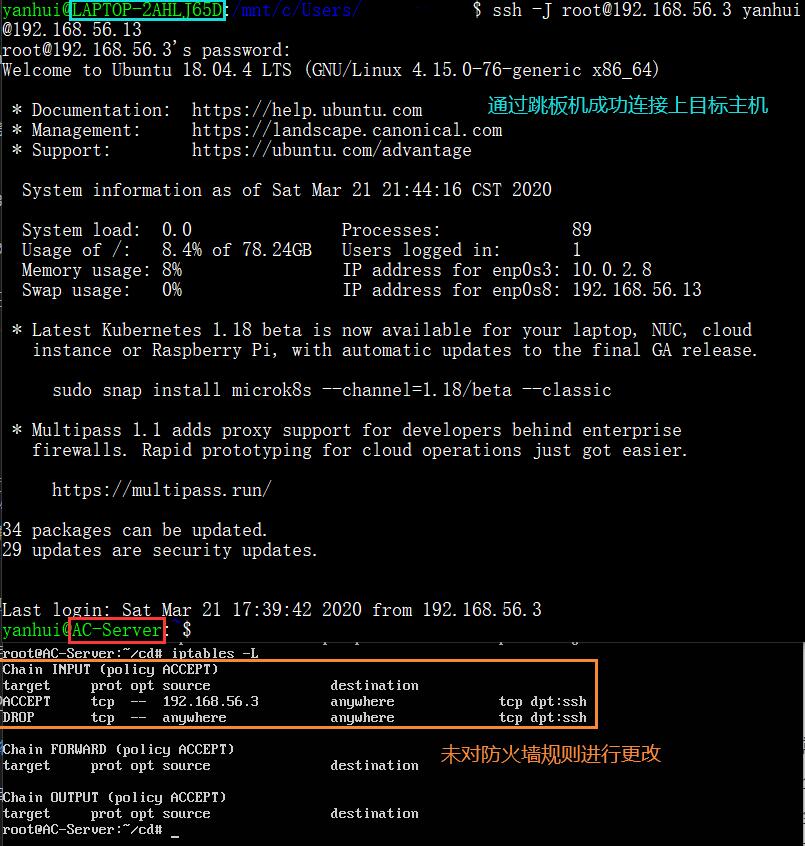 yanhui@LAPTOP-2AHLJ65D:/mnt/c/Users/ $ ssh -J root@192.168.56.3 yanhui
@192.168.56.13
root@192.168.56.3's password:
Welcome to Ubuntu 18.04.4 LTS (GNU/Linux 4.15.0-76-generic x86_64)
* Documentation: https://help.ubuntu.com
通过跳板机成功连接上目标主机
* Management: https://landscape.canonical.com
* Support: https://ubuntu.com/advantage
System information as of Sat Mar 21 21:44:16 CST 2020
System load: 0.0 Processes: 89
Usage of /: 8.4% of 78.24GB Users logged in: 1
Memory usage: 8% IP address for enp0s3: 10.0.2.8
Swap usage: 0% IP address for enp0s8: 192.168.56.13
* Latest Kubernetes 1.18 beta is now available for your laptop, NUC, cloud
instance or Raspberry Pi, with automatic updates to the final GA release.
sudo snap install microk8s --channel=1.18/beta --classic
* Multipass 1.1 adds proxy support for developers behind enterprise
firewalls. Rapid prototyping for cloud operations just got easier.
https://multipass.run/
34 packages can be updated.
29 updates are security updates.
Last login: Sat Mar 21 17:39:42 2020 from 192.168.56.3
yanhui@AC-Server:~$
root@AC-Server:~/cd# iptables -L
Chain INPUT (policy ACCEPT)
target prot opt source destination
ACCEPT tcp -- 192.168.56.3 anywhere tcp dpt:ssh
DROP tcp -- anywhere anywhere tcp dpt:ssh
Chain FORWARD (policy ACCEPT)
未对防火墙规则进行更改
target prot opt source destination
Chain OUTPUT (policy ACCEPT)
target prot opt source destination
root@AC-Server:~/cd# _